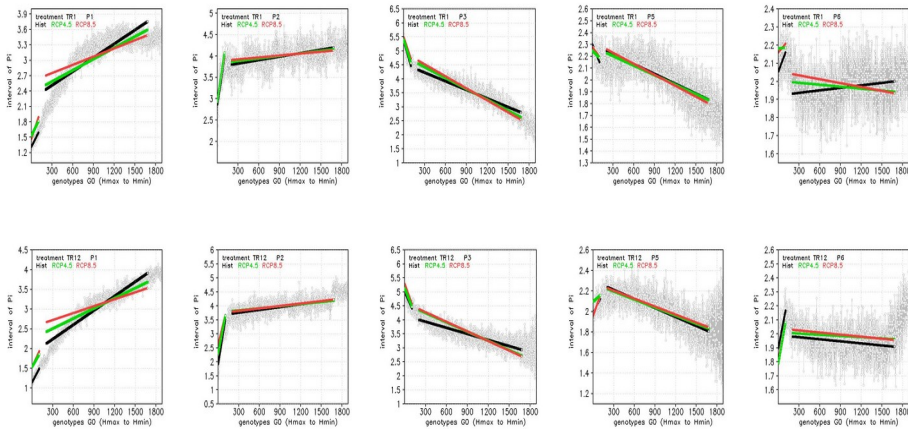 treatment TR1 P1
Hist RCP4.5 RCP8.5
interval of Pi
3.9
3.6
3.3
3
2.7
2.4
2.1
1.8
1.5
1.2
300 600 900 1200 1500 1800
genotypes GO (Hmax to Hmin)
treatment TR1 P2
Hist RCP4.5 RCP8.5
interval of Pi
5
4.5
4
3.5
3
2.5
2
300 600 900 1200 1500 1800
genotypes GO (Hmax to Hmin)
treatment TR1 P3
Hist RCP4.5 RCP8.5
interval of Pi
6.5
6
5.5
5
4.5
4
3.5
3
2.5
2
1.5
1
300 600 900 1200 1500 1800
genotypes GO (Hmax to Hmin)
treatment TR1 P5
Hist RCP4.5 RCP8.5
interval of Pi
2.6
2.5
2.4
2.3
2.2
2.1
2
1.9
1.8
1.7
1.6
1.5
1.4
1.3
300 600 900 1200 1500 1800
genotypes GO (Hmax to Hmin)
treatment TR1 P6
Hist RCP4.5 RCP8.5
interval of Pi
2.4
2.3
2.2
2.1
2
1.9
1.8
1.7
1.6
300 600 900 1200 1500 1800
genotypes GO (Hmax to Hmin)
treatment TR12 P1
Hist RCP4.5 RCP8.5
interval of Pi
4.5
4
3.5
3
2.5
2
1.5
1
300 600 900 1200 1500 1800
genotypes GO (Hmax to Hmin)
treatment TR12 P2
Hist RCP4.5 RCP8.5
interval of Pi
6
5.5
5
4.5
4
3.5
3
2.5
2
1.5
1
0.5
300 600 900 1200 1500 1800
genotypes GO (Hmax to Hmin)
treatment TR12 P3
Hist RCP4.5 RCP8.5
interval of Pi
6.5
6
5.5
5
4.5
4
3.5
3
2.5
2
1.5
1
300 600 900 1200 1500 1800
genotypes GO (Hmax to Hmin)
treatment TR12 P5
Hist RCP4.5 RCP8.5
interval of Pi
2.6
2.4
2.2
2
1.8
1.6
1.4
1.2
300 600 900 1200 1500 1800
genotypes GO (Hmax to Hmin)
treatment TR12 P6
Hist RCP4.5 RCP8.5
interval of Pi
2.6
2.5
2.4
2.3
2.2
2.1
2
1.9
1.8
1.7
1.6
300 600 900 1200 1500 1800
genotypes GO (Hmax to Hmin)